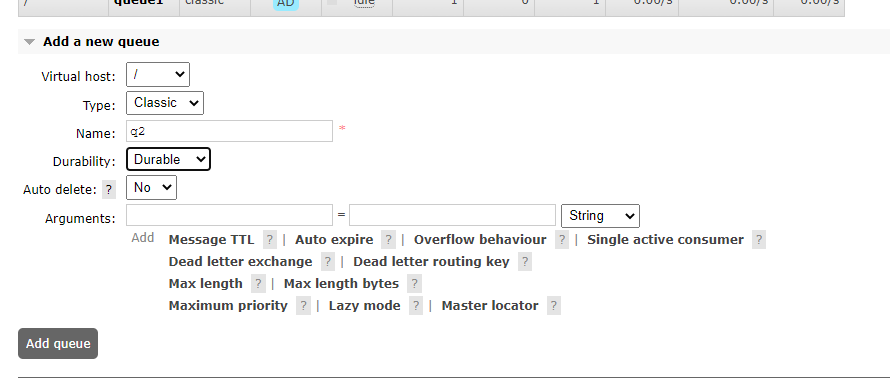 / queue1 classic AD idle 1 0 1 0.00/s 0.00/s 0.00/s
Add a new queue
Virtual host: /
Type: Classic
Name: q2 *
Durability: Durable
Auto delete: ? No
Arguments: = String
Add Message TTL ? | Auto expire ? | Overflow behaviour ? | Single active consumer ?
Dead letter exchange ? | Dead letter routing key ?
Max length ? | Max length bytes ?
Maximum priority ? | Lazy mode ? | Master locator ?
Add queue